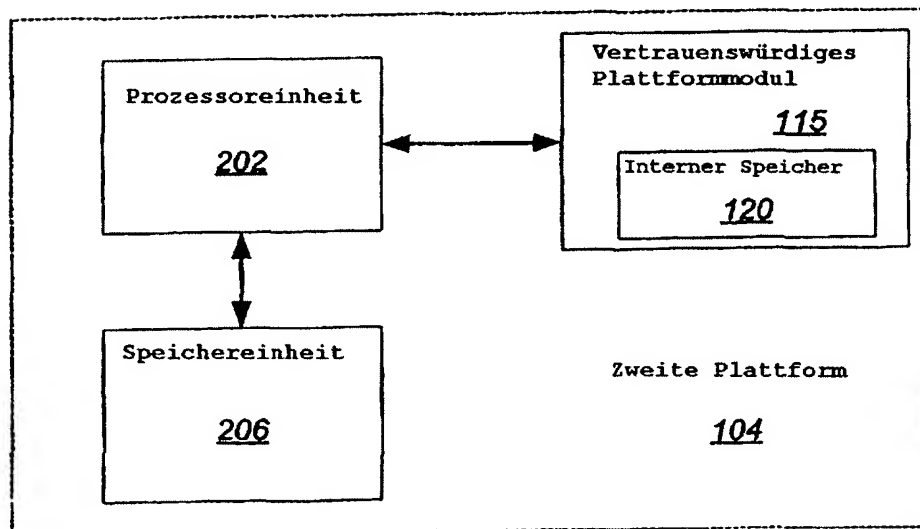 Prozessoreinheit
202
Vertrauenswürdiges
Plattformmodul
115
Interner Speicher
120
Speichereinheit
206
Zweite Plattform
104